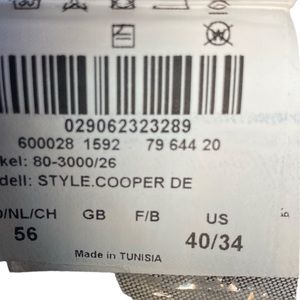 029062323289
600028 1592 79 644 20
kel: 80-3000/26
dell: STYLE.COOPER DE
/NL/CH GB F/B US
56 40/34
Made in TUNISIA